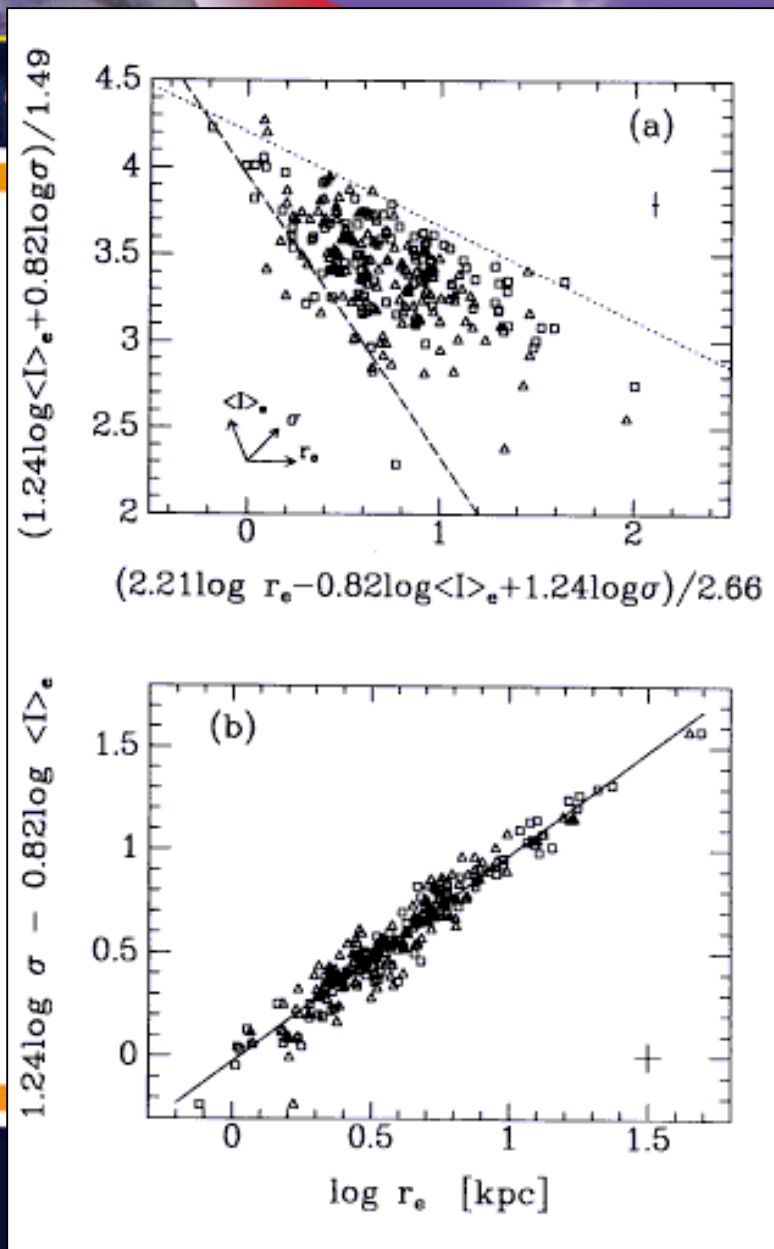 (1.24log<I>e+0.82logσ)/1.49
4.5
4
3.5
3
2.5
2
(a)
<I>e
σ
re
0
1
2
(2.21log re-0.82log<I>e+1.24logσ)/2.66
1.24log σ - 0.82log <I>e
(b)
1.5
1
0.5
0
0
0.5
1
1.5
log re [kpc]